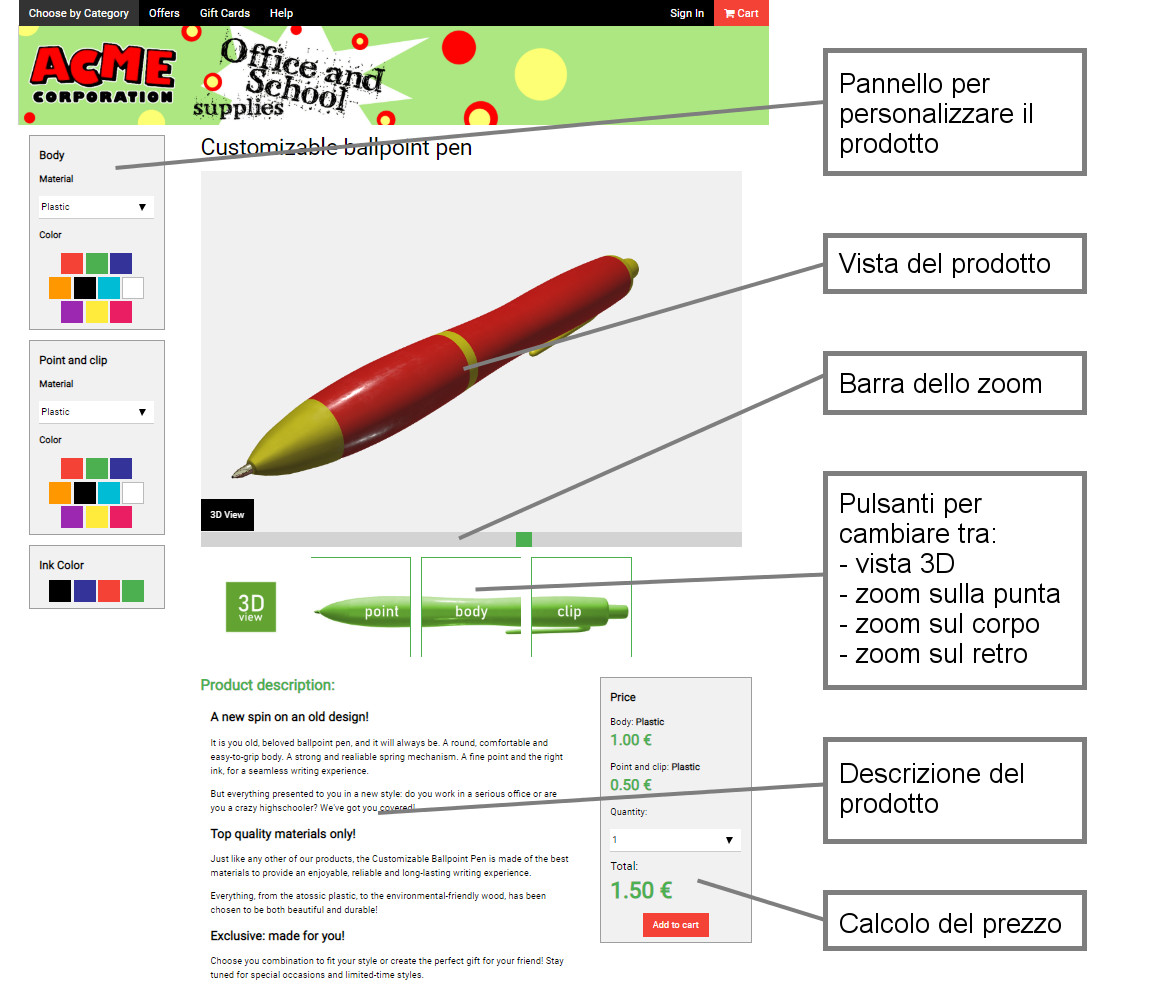 Choose by Category Offers Gift Cards Help Sign In Cart
ACME
CORPORATION
Office and
School
supplies
Customizable ballpoint pen
Body
Material
Plastic
Color
Point and clip
Material
Plastic
Color
Ink Color
3D View
3D
view
point body clip
Product description:
A new spin on an old design!
It is you old, beloved ballpoint pen, and it will always be. A round, comfortable and
easy-to-grip body. A strong and realiable spring mechanism. A fine point and the right
ink, for a seamless writing experience.
But everything presented to you in a new style: do you work in a serious office or are
you a crazy highschooler? We've got you covered!
Top quality materials only!
Just like any other of our products, the Customizable Ballpoint Pen is made of the best
materials to provide an enjoyable, reliable and long-lasting writing experience.
Everything, from the atossic plastic, to the environmental-friendly wood, has been
chosen to be both beautiful and durable!
Exclusive: made for you!
Choose you combination to fit your style or create the perfect gift for your friend! Stay
tuned for special occasions and limited-time styles.
Price
Body: Plastic
1.00 €
Point and clip: Plastic
0.50 €
Quantity:
1
Total:
1.50 €
Add to cart
Pannello per
personalizzare il
prodotto
Vista del prodotto
Barra dello zoom
Pulsanti per
cambiare tra:
- vista 3D
- zoom sulla punta
- zoom sul corpo
- zoom sul retro
Descrizione del
prodotto
Calcolo del prezzo